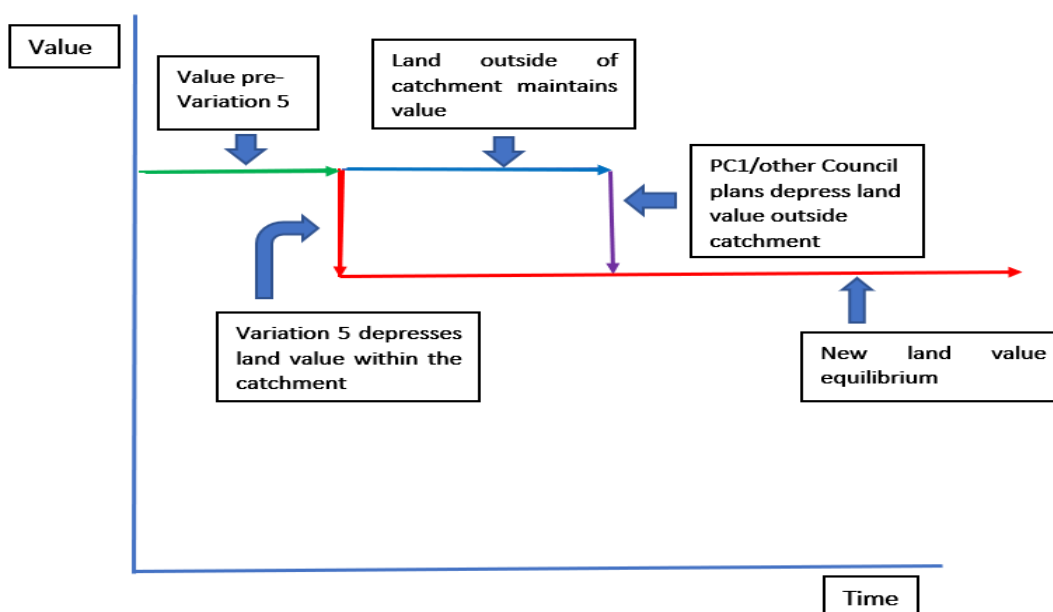 Value
Value pre-
Variation 5
Land outside of
catchment maintains
value
PC1/other Council
plans depress land
value outside
catchment
Variation 5 depresses
land value within the
catchment
New land value
equilibrium
Time